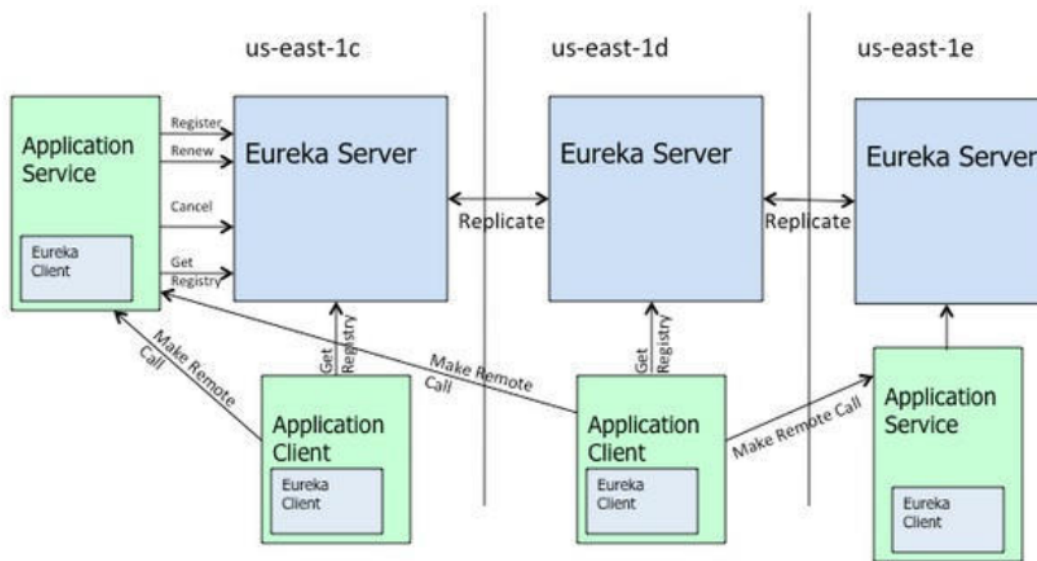 us-east-1c
us-east-1d
us-east-1e
Application
Service
Eureka
Client
Register
Renew
Cancel
Get
Registry
Eureka Server
Replicate
Eureka Server
Replicate
Eureka Server
Make Remote
Call
Get
Registry
Make Remote
Call
Get
Registry
Make Remote Call
Application
Client
Eureka
Client
Application
Client
Eureka
Client
Application
Service
Eureka
Client